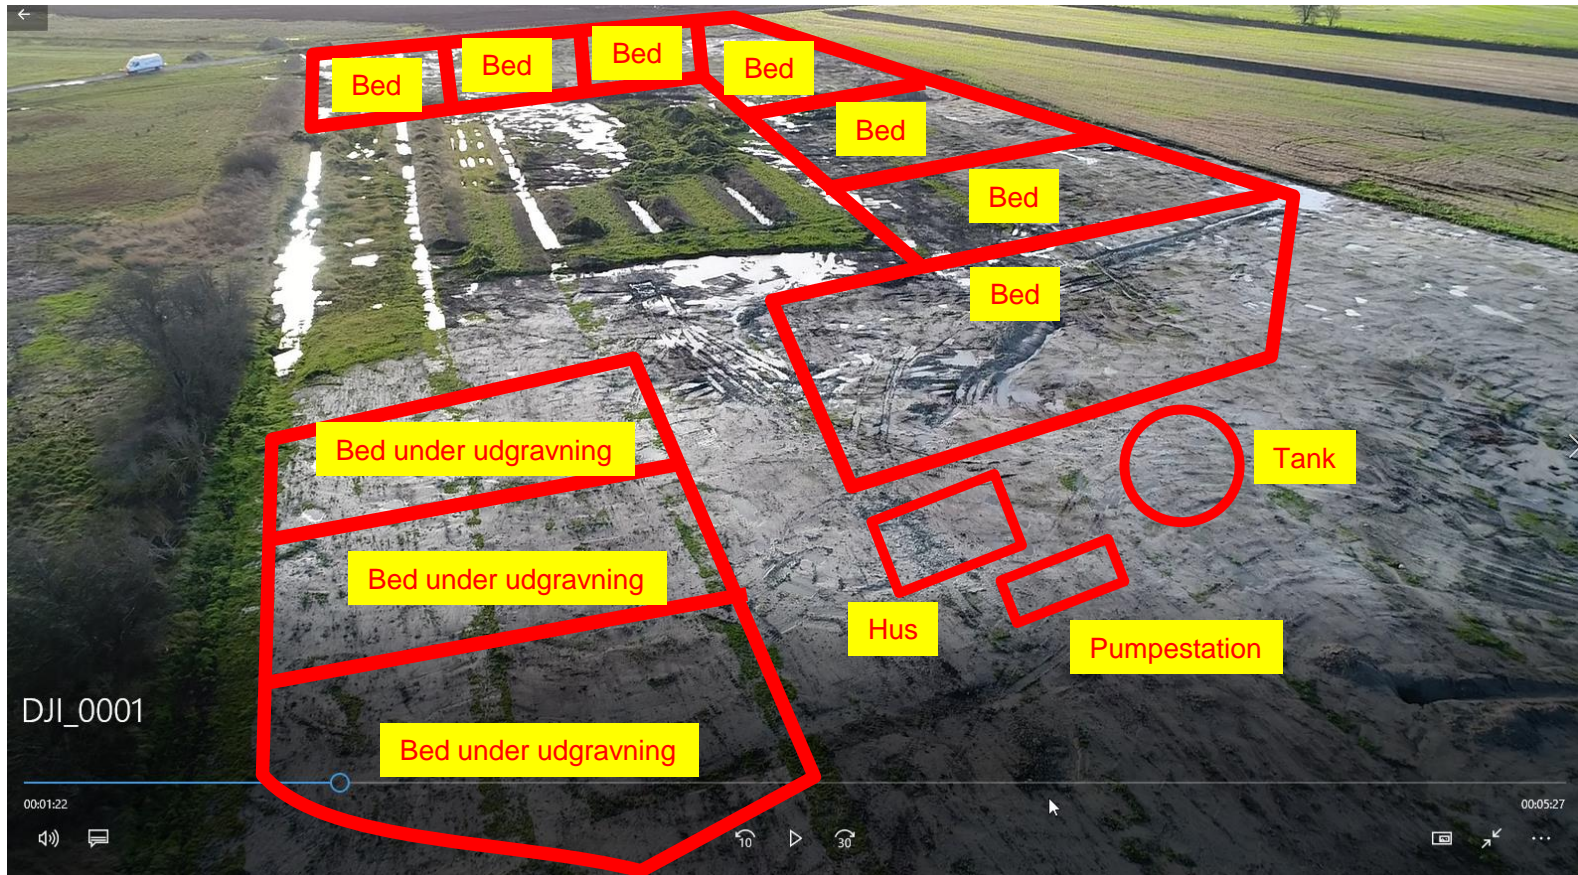 Bed
Bed
Bed
Bed
Bed
Bed
Bed
Bed under udgravning
Tank
Bed under udgravning
Hus
Pumpestation
DJI_0001
Bed under udgravning
00:01:22
00:05:27
10
30